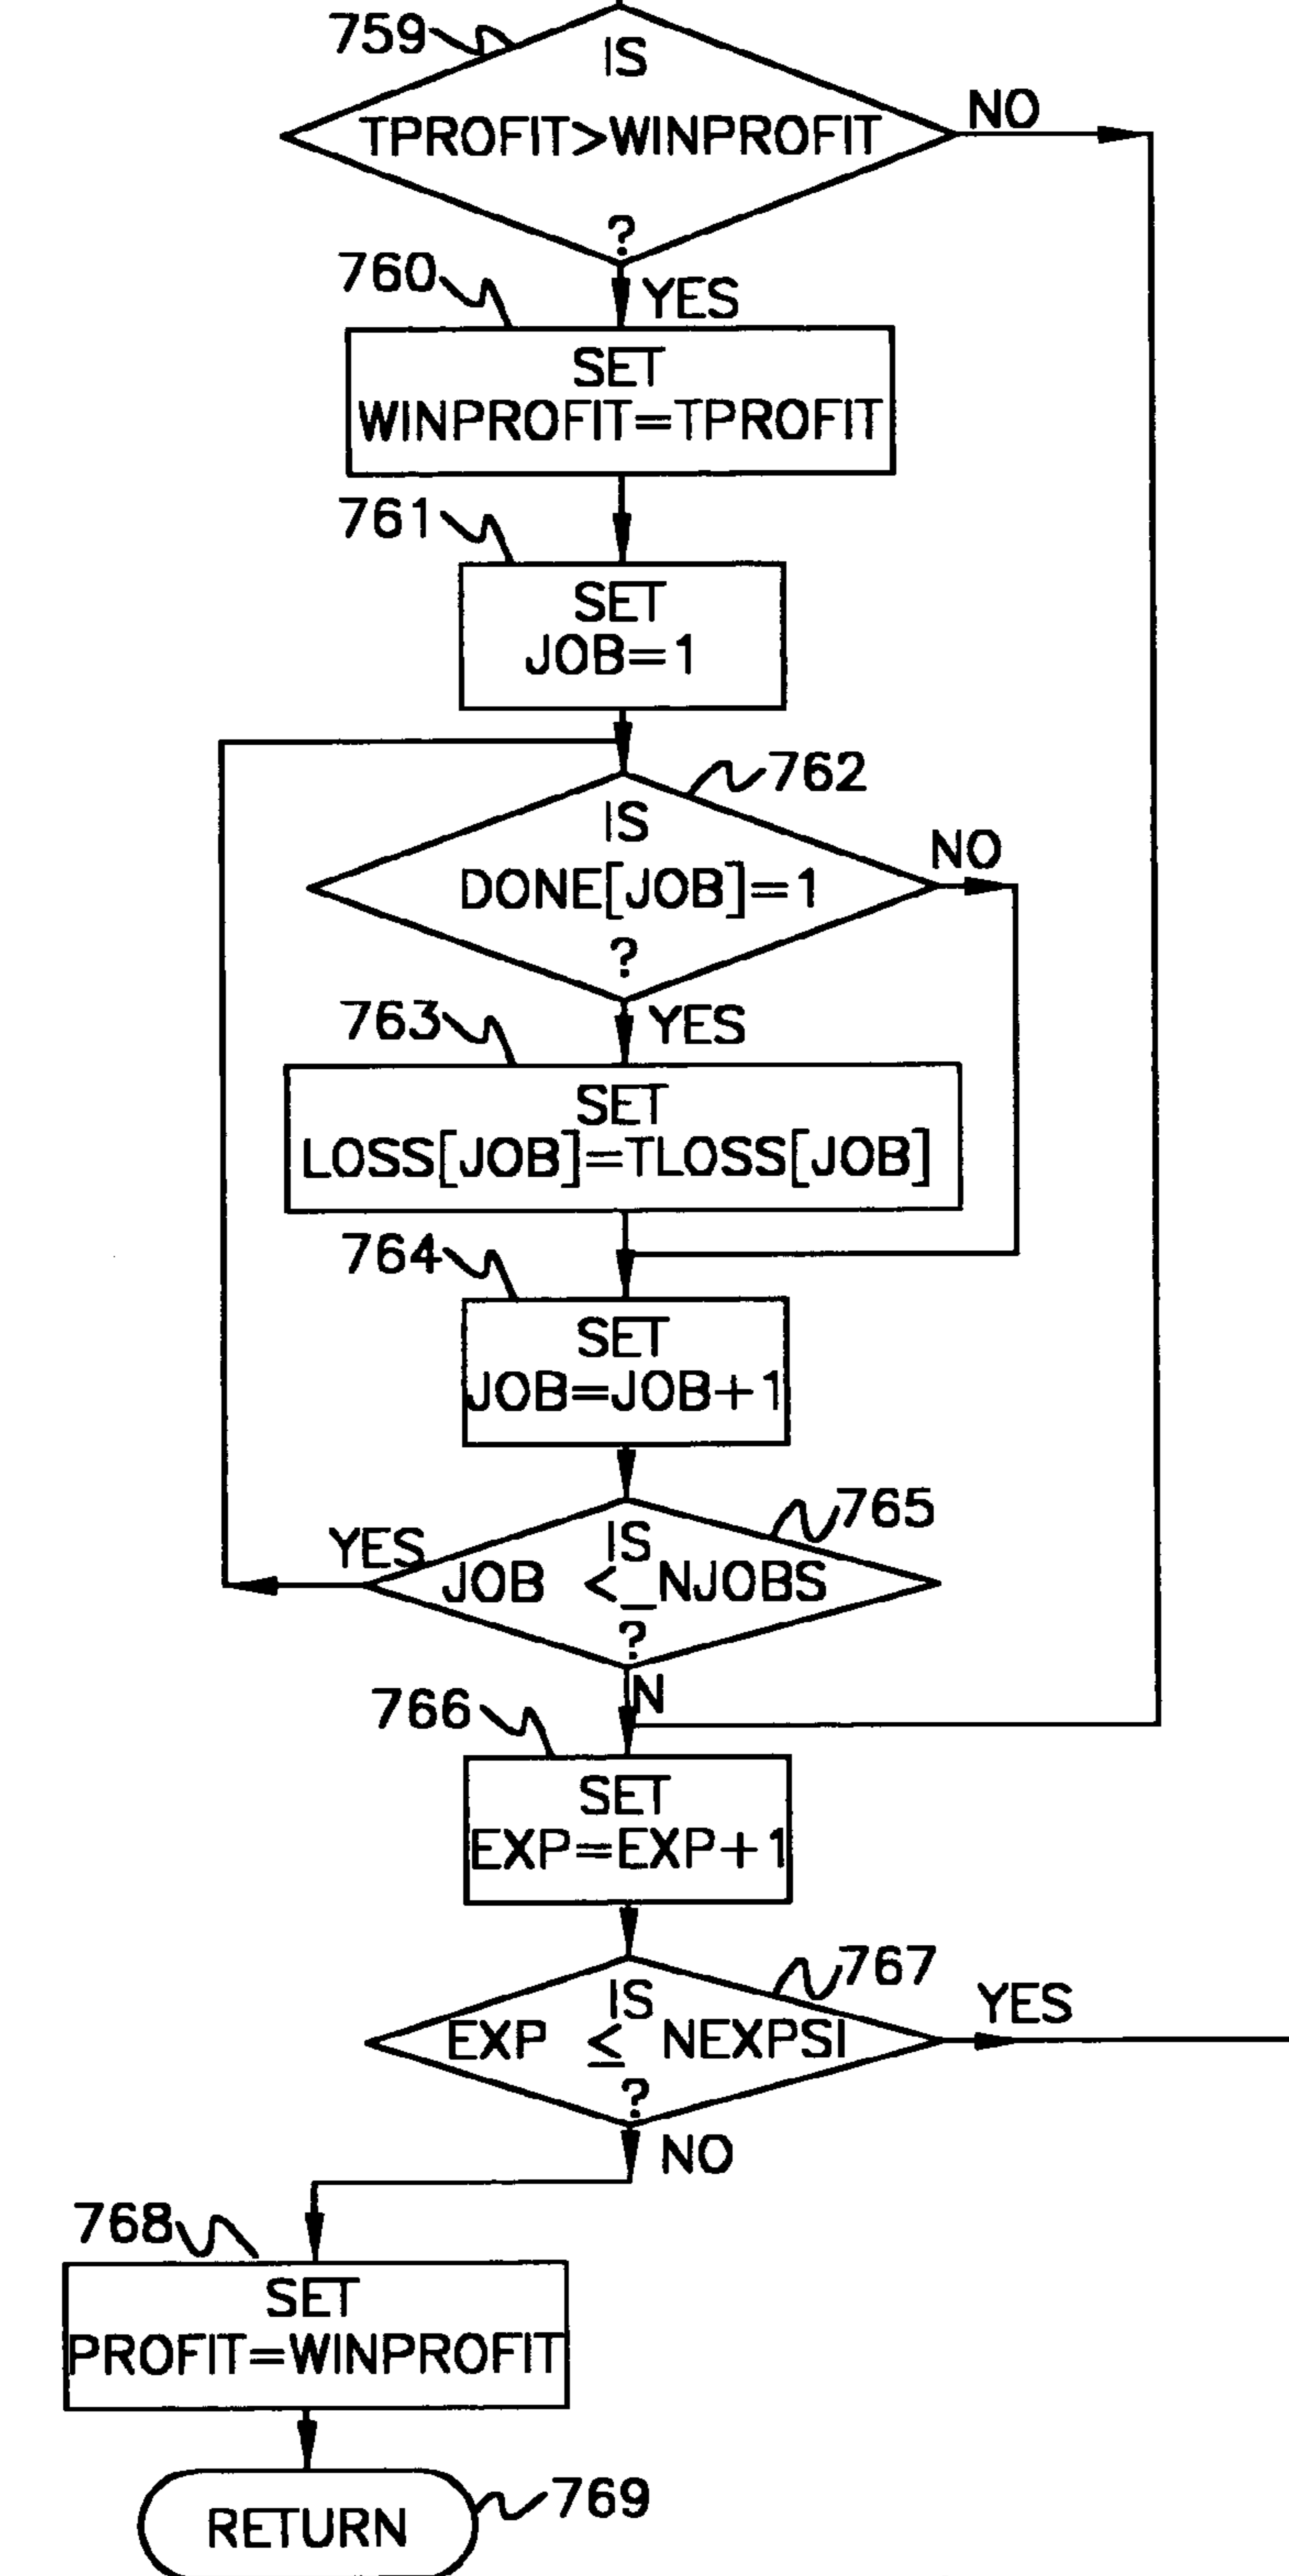 759
IS
TPROFIT>WINPROFIT
?
NO
760
YES
SET
WINPROFIT=TPROFIT
761
SET
JOB=1
762
IS
DONE[JOB]=1
?
NO
763
YES
SET
LOSS[JOB]=TLOSS[JOB]
764
SET
JOB=JOB+1
765
YES
IS
JOB <_NJOBS
?
N
766
SET
EXP=EXP+1
767
IS
EXP ≤ NEXPSI
?
YES
NO
768
SET
PROFIT=WINPROFIT
RETURN
769